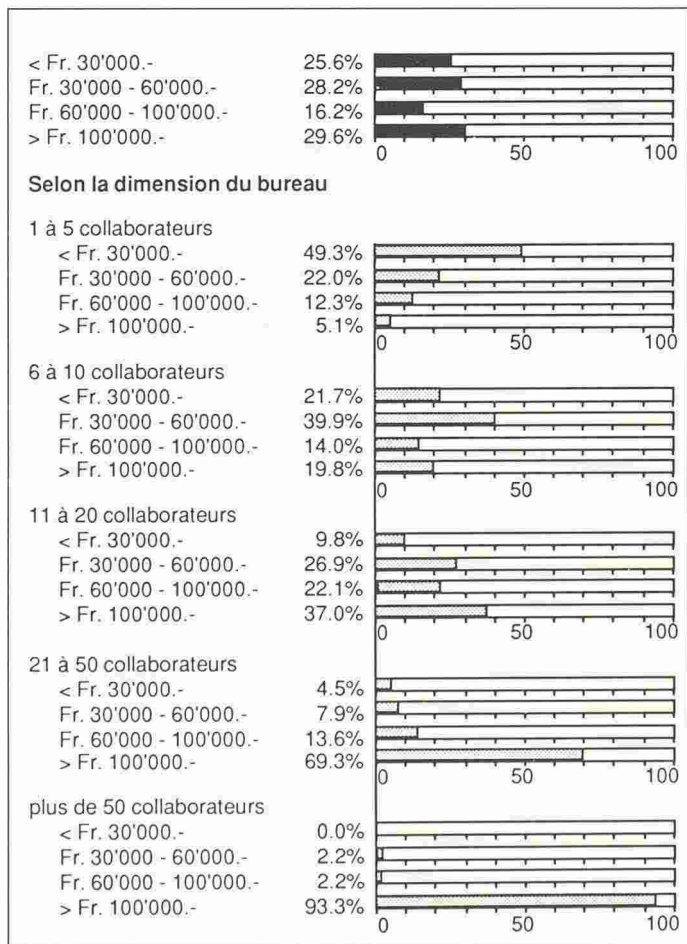 < Fr. 30'000.- 25.6%
Fr. 30'000 - 60'000.- 28.2%
Fr. 60'000 - 100'000.- 16.2%
> Fr. 100'000.- 29.6%
0 50 100
Selon la dimension du bureau
1 à 5 collaborateurs
< Fr. 30'000.- 49.3%
Fr. 30'000 - 60'000.- 22.0%
Fr. 60'000 - 100'000.- 12.3%
> Fr. 100'000.- 5.1%
0 50 100
6 à 10 collaborateurs
< Fr. 30'000.- 21.7%
Fr. 30'000 - 60'000.- 39.9%
Fr. 60'000 - 100'000.- 14.0%
> Fr. 100'000.- 19.8%
0 50 100
11 à 20 collaborateurs
< Fr. 30'000.- 9.8%
Fr. 30'000 - 60'000.- 26.9%
Fr. 60'000 - 100'000.- 22.1%
> Fr. 100'000.- 37.0%
0 50 100
21 à 50 collaborateurs
< Fr. 30'000.- 4.5%
Fr. 30'000 - 60'000.- 7.9%
Fr. 60'000 - 100'000.- 13.6%
> Fr. 100'000.- 69.3%
0 50 100
plus de 50 collaborateurs
< Fr. 30'000.- 0.0%
Fr. 30'000 - 60'000.- 2.2%
Fr. 60'000 - 100'000.- 2.2%
> Fr. 100'000.- 93.3%
0 50 100